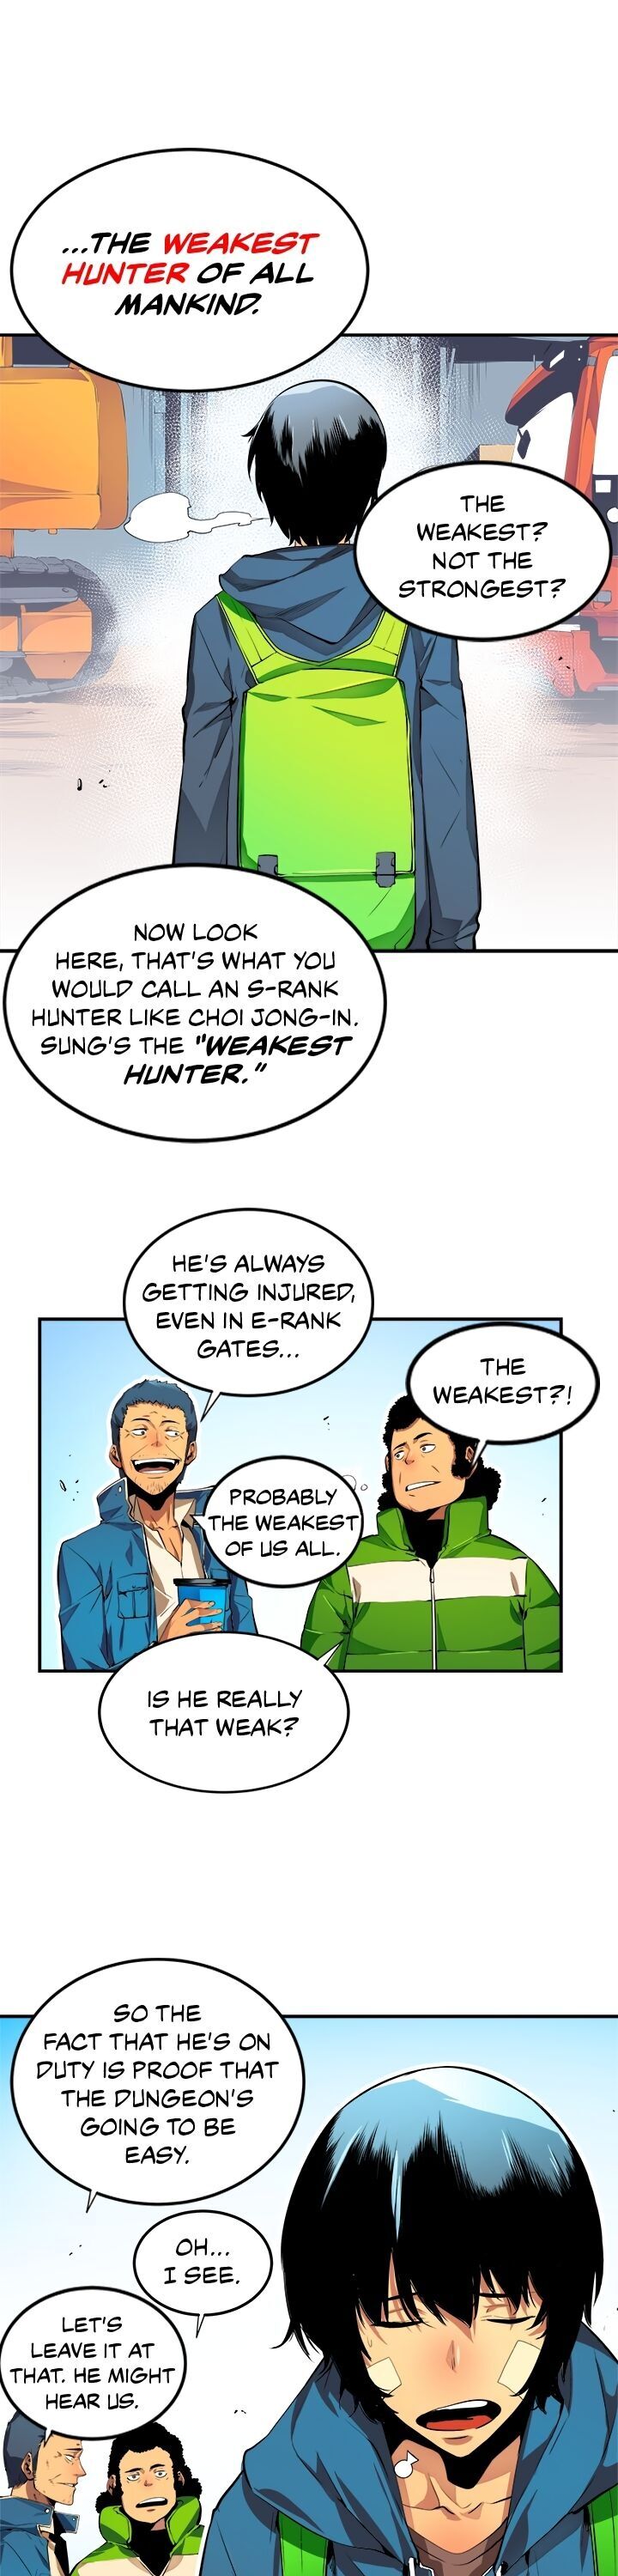 ...THE WEAKEST
HUNTER OF ALL
MANKIND.
THE
WEAKEST?
NOT THE
STRONGEST?
NOW LOOK
HERE, THAT'S WHAT YOU
WOULD CALL AN S-RANK
HUNTER LIKE CHOI JONG-IN.
SUNG'S THE "WEAKEST
HUNTER."
HE'S ALWAYS
GETTING INJURED,
EVEN IN E-RANK
GATES...
THE
WEAKEST?!
PROBABLY
THE WEAKEST
OF US ALL.
IS HE REALLY
THAT WEAK?
SO THE
FACT THAT HE'S ON
DUTY IS PROOF THAT
THE DUNGEON'S
GOING TO BE
EASY.
OH...
I SEE.
LET'S
LEAVE IT AT
THAT. HE MIGHT
HEAR US.